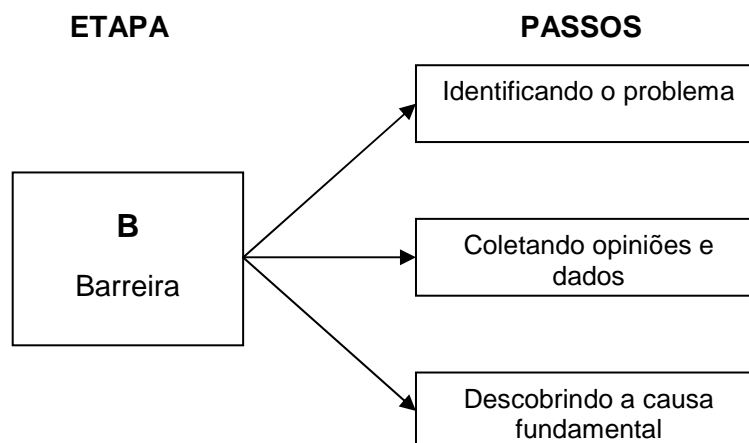 ETAPA
PASSOS
Identificando o problema
B
Barreira
Coletando opiniões e
dados
Descobrindo a causa
fundamental